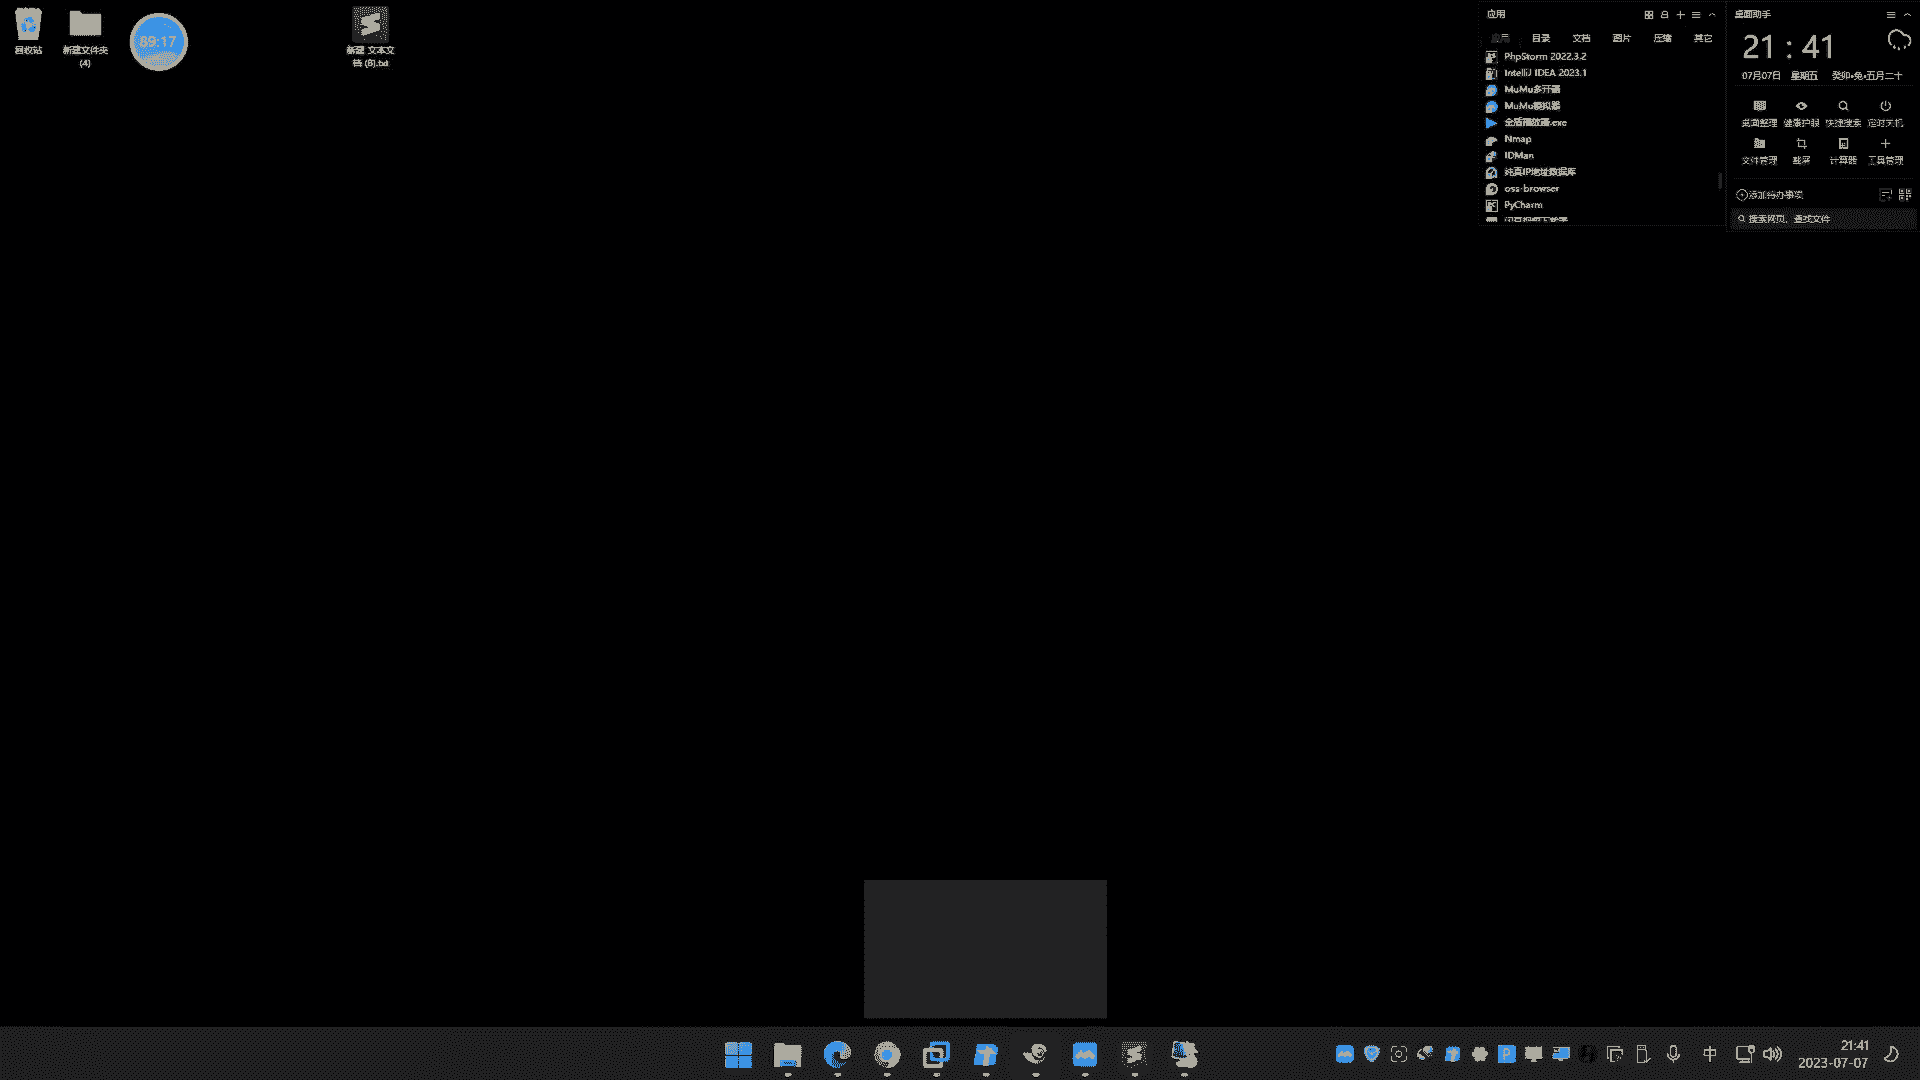 回收站
新建文件夹
(4)
89:17
新建 文本文
档 (6).txt
应用
应用 目录 文档 图片 压缩 其它
PhpStorm 2022.3.2
IntelliJ IDEA 2023.1
MuMu多开器
MuMu模拟器
全盾播放器.exe
Nmap
IDMan
纯真IP地址数据库
oss-browser
PyCharm
桌面助手
21 : 41
07月07日 星期五 癸卯•兔•五月二十
桌面整理 健康护眼 快捷搜索 定时关机
文件管理 截屏 计算器 工具管理
添加待办事项
搜索网页、查找文件
中
21:41
2023-07-07